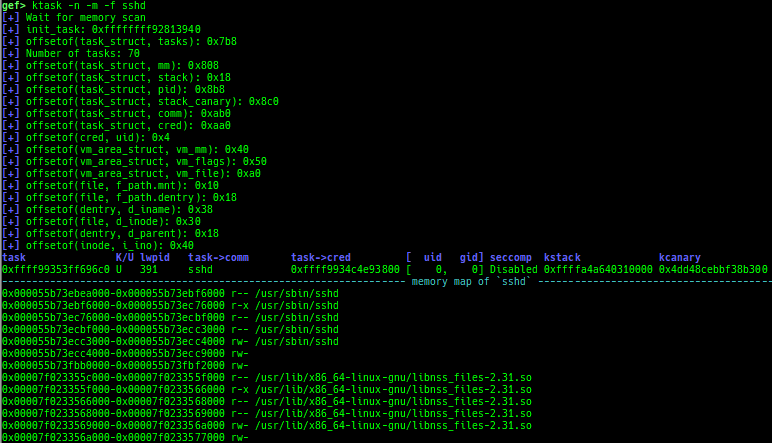 gef> ktask -n -m -f sshd
[+] Wait for memory scan
[+] init_task: 0xffffffff92813940
[+] offsetof(task_struct, tasks): 0x7b8
[+] Number of tasks: 70
[+] offsetof(task_struct, mm): 0x808
[+] offsetof(task_struct, stack): 0x18
[+] offsetof(task_struct, pid): 0x8b8
[+] offsetof(task_struct, stack_canary): 0x8c0
[+] offsetof(task_struct, comm): 0xab0
[+] offsetof(task_struct, cred): 0xaa0
[+] offsetof(cred, uid): 0x4
[+] offsetof(vm_area_struct, vm_mm): 0x40
[+] offsetof(vm_area_struct, vm_flags): 0x50
[+] offsetof(vm_area_struct, vm_file): 0xa0
[+] offsetof(file, f_path.mnt): 0x10
[+] offsetof(file, f_path.dentry): 0x18
[+] offsetof(dentry, d_iname): 0x38
[+] offsetof(file, d_inode): 0x30
[+] offsetof(dentry, d_parent): 0x18
[+] offsetof(inode, i_ino): 0x40
task K/U lwpid task->comm task->cred [ uid gid] seccomp kstack kcanary
0xffff99353ff696c0 U 391 sshd 0xffff9934c4e93800 [ 0, 0] Disabled 0xffffa4a640310000 0x4dd48cebbf38b300
memory map of `sshd`
0x000055b73ebea000-0x000055b73ebf6000 r-- /usr/sbin/sshd
0x000055b73ebf6000-0x000055b73ec76000 r-x /usr/sbin/sshd
0x000055b73ec76000-0x000055b73ecbf000 r-- /usr/sbin/sshd
0x000055b73ecbf000-0x000055b73ecc3000 r-- /usr/sbin/sshd
0x000055b73ecc3000-0x000055b73ecc4000 rw- /usr/sbin/sshd
0x000055b73ecc4000-0x000055b73ecc9000 rw-
0x000055b73fbb0000-0x000055b73fbf2000 rw-
0x00007f023355c000-0x00007f023355f000 r-- /usr/lib/x86_64-linux-gnu/libnss_files-2.31.so
0x00007f023355f000-0x00007f0233566000 r-x /usr/lib/x86_64-linux-gnu/libnss_files-2.31.so
0x00007f0233566000-0x00007f0233568000 r-- /usr/lib/x86_64-linux-gnu/libnss_files-2.31.so
0x00007f0233568000-0x00007f0233569000 r-- /usr/lib/x86_64-linux-gnu/libnss_files-2.31.so
0x00007f0233569000-0x00007f023356a000 rw- /usr/lib/x86_64-linux-gnu/libnss_files-2.31.so
0x00007f023356a000-0x00007f0233577000 rw-